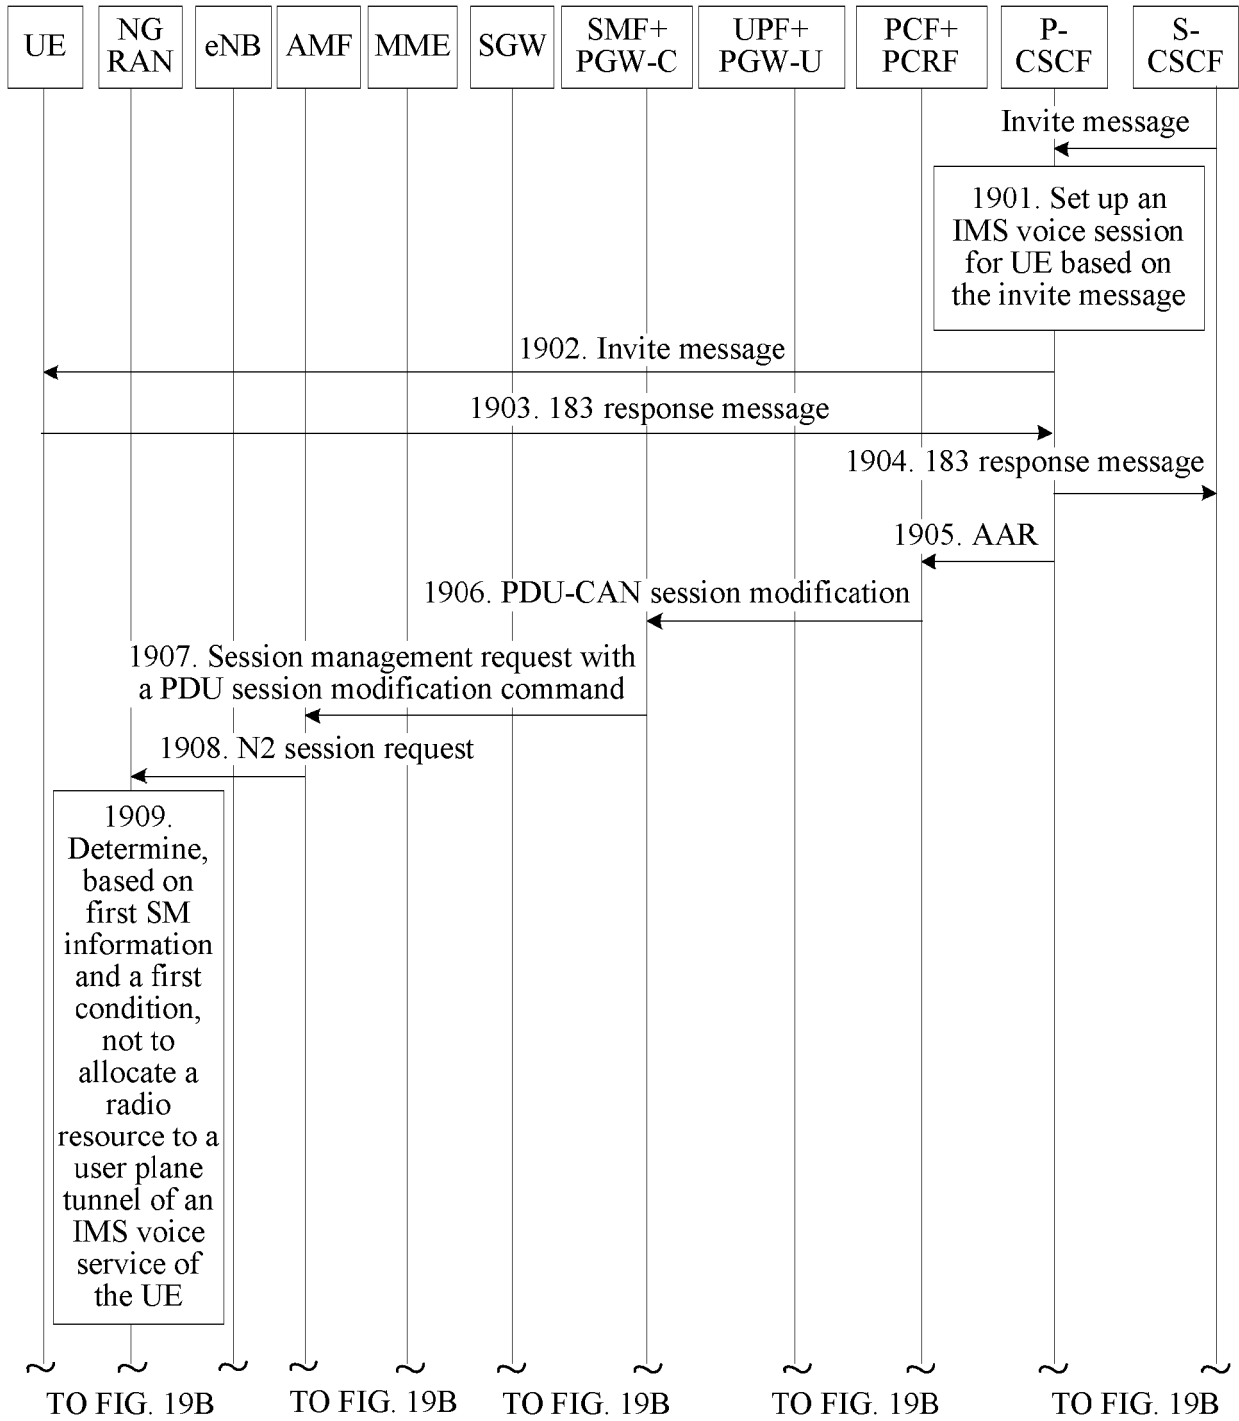 UE
NG
RAN
eNB
AMF
MME
SGW
SMF+
PGW-C
UPF+
PGW-U
PCF+
PCRF
P-
CSCF
S-
CSCF
Invite message
1901. Set up an
IMS voice session
for UE based on
the invite message
1902. Invite message
1903. 183 response message
1904. 183 response message
1905. AAR
1906. PDU-CAN session modification
1907. Session management request with
a PDU session modification command
1908. N2 session request
1909.
Determine,
based on
first SM
information
and a first
condition,
not to
allocate a
radio
resource to a
user plane
tunnel of an
IMS voice
service of
the UE
TO FIG. 19B
TO FIG. 19B
TO FIG. 19B
TO FIG. 19B
TO FIG. 19B